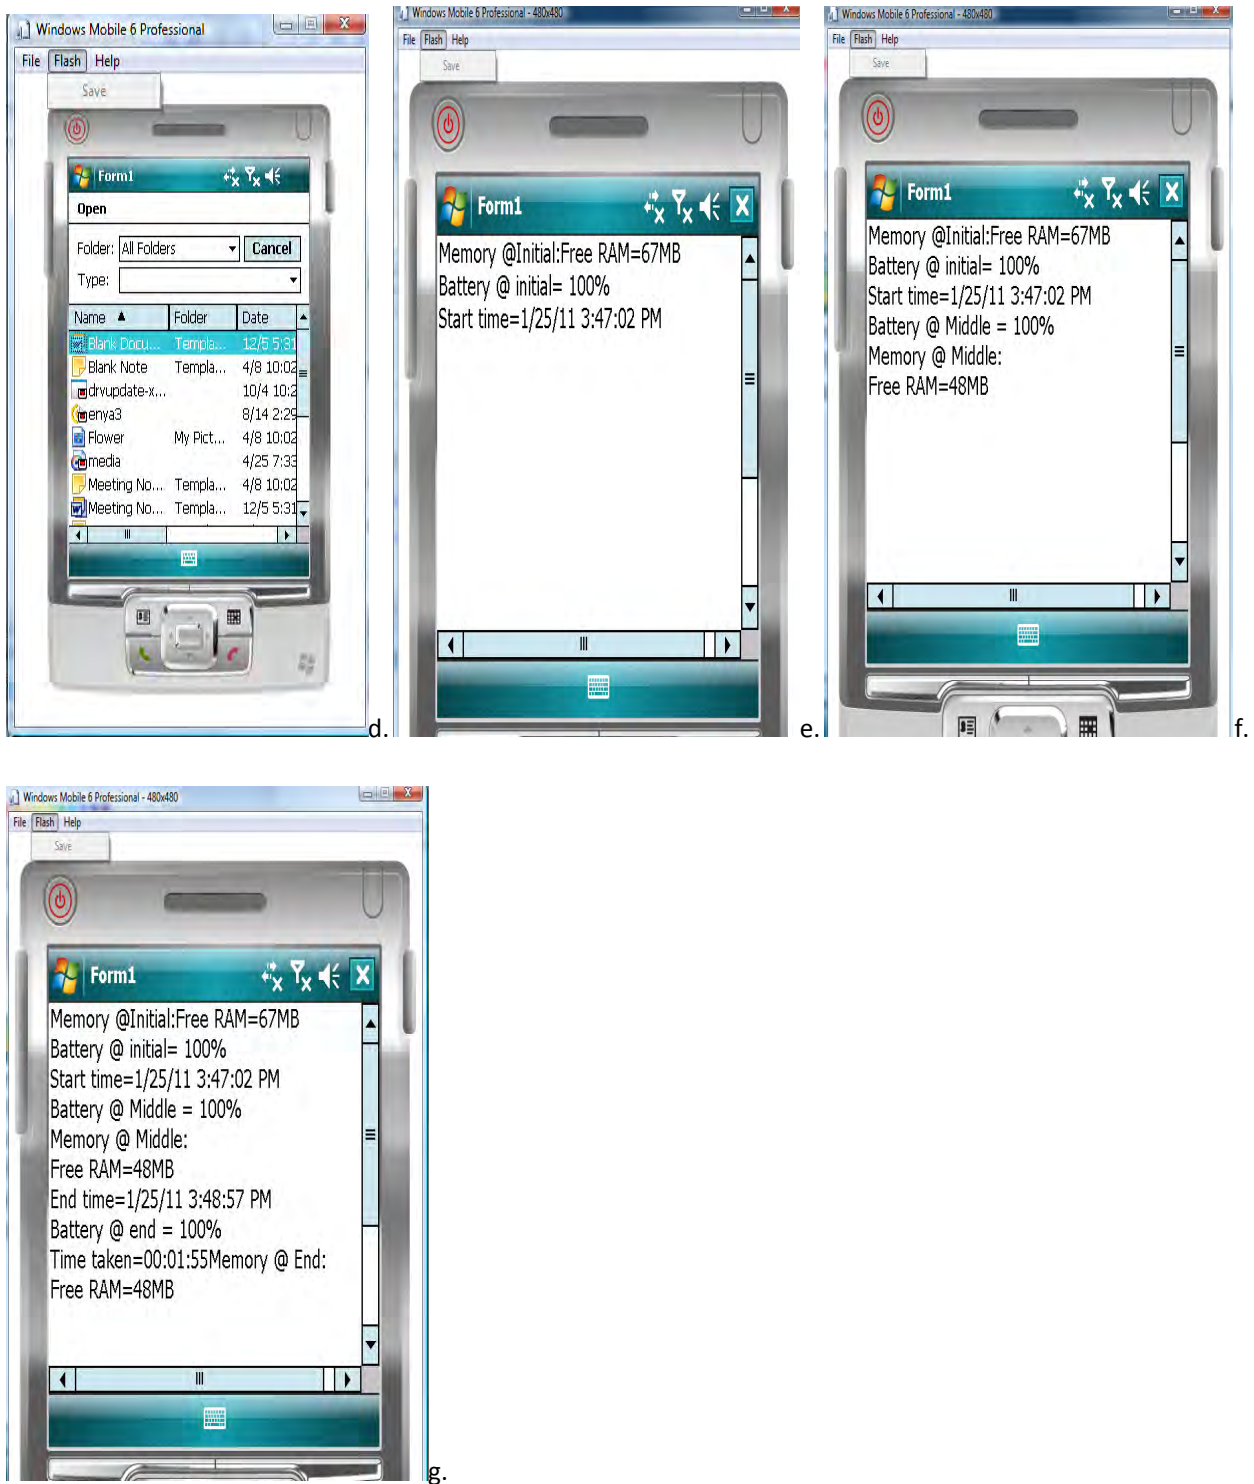 Windows Mobile 6 Professional
File Flash Help
Save
Form1
Open
Folder: All Folders Cancel
Type:
Name Folder Date
Blank Docu... Templa... 12/5 5:31
Blank Note Templa... 4/8 10:02
drvupdate-x... 10/4 10:2
enya3 8/14 2:29
Flower My Pict... 4/8 10:02
media 4/25 7:33
Meeting No... Templa... 4/8 10:02
Meeting No... Templa... 12/5 5:31
d.
Windows Mobile 6 Professional - 480x480
File Flash Help
Save
Form1
Memory @Initial:Free RAM=67MB
Battery @ initial= 100%
Start time=1/25/11 3:47:02 PM
e.
Windows Mobile 6 Professional - 480x480
File Flash Help
Save
Form1
Memory @Initial:Free RAM=67MB
Battery @ initial= 100%
Start time=1/25/11 3:47:02 PM
Battery @ Middle = 100%
Memory @ Middle:
Free RAM=48MB
f.
Windows Mobile 6 Professional - 480x480
File Flash Help
Save
Form1
Memory @Initial:Free RAM=67MB
Battery @ initial= 100%
Start time=1/25/11 3:47:02 PM
Battery @ Middle = 100%
Memory @ Middle:
Free RAM=48MB
End time=1/25/11 3:48:57 PM
Battery @ end = 100%
Time taken=00:01:55Memory @ End:
Free RAM=48MB
g.